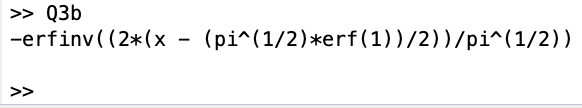 >> Q3b
-erfinv((2*(x - (pi^(1/2)*erf(1))/2))/pi^(1/2))
>>